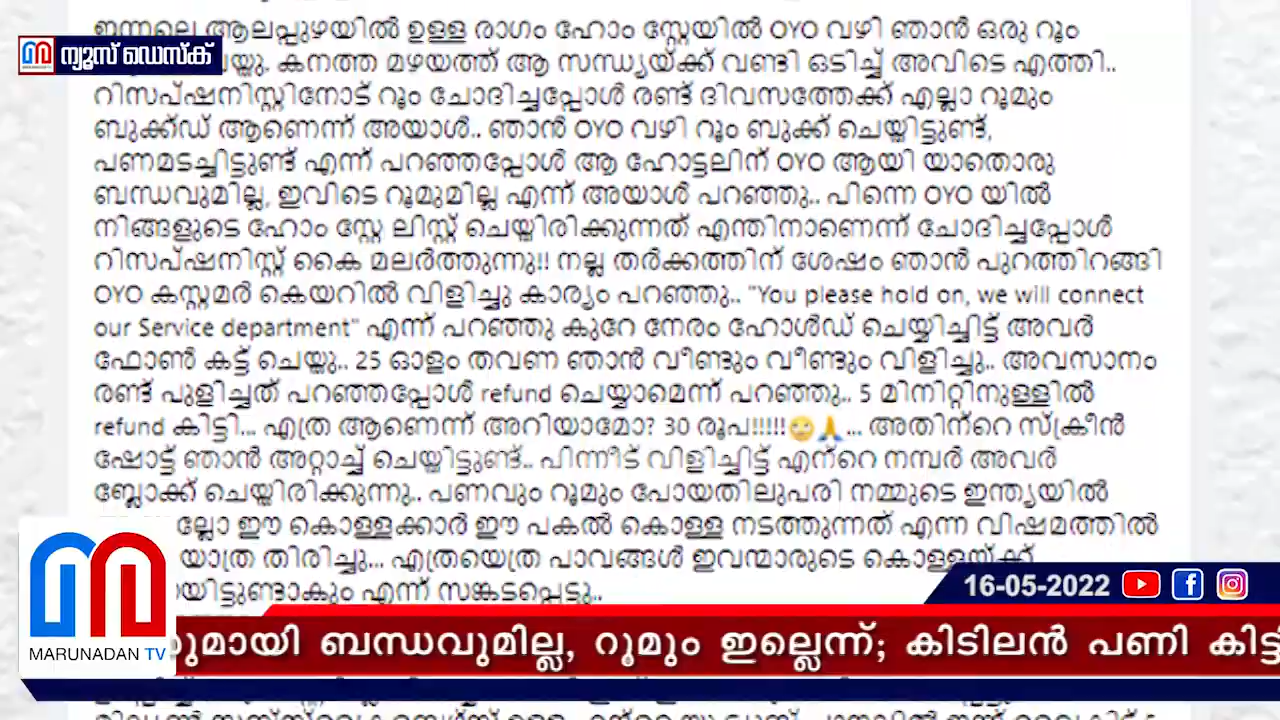 ഇന്നലെ ആലപ്പുഴയിൽ ഉള്ള രാഗം ഹോം സ്റ്റേയിൽ OYO വഴി ഞാൻ ഒരു റൂം
ന്യൂസ് ഡെസ്ക്
കനത്ത മഴയത്ത് ആ സന്ധ്യയ്ക്ക് വണ്ടി ഒടിച്ച് അവിടെ എത്തി..
റിസപ്ഷനിസ്റ്റിനോട് റൂം ചോദിച്ചപ്പോൾ രണ്ട് ദിവസത്തേക്ക് എല്ലാ റൂമും
ബുക്ക്ഡ് ആണെന്ന് അയാൾ.. ഞാൻ OYO വഴി റൂം ബുക്ക് ചെയ്തിട്ടുണ്ട്,
പണമടച്ചിട്ടുണ്ട് എന്ന് പറഞ്ഞപ്പോൾ ആ ഹോട്ടലിന് OYO ആയി യാതൊരു
ബന്ധവുമില്ല, ഇവിടെ റൂമുമില്ല എന്ന് അയാൾ പറഞ്ഞു.. പിന്നെ OYO യിൽ
നിങ്ങളുടെ ഹോം സ്റ്റേ ലിസ്റ്റ് ചെയ്തിരിക്കുന്നത് എന്തിനാണെന്ന് ചോദിച്ചപ്പോൾ
റിസപ്ഷനിസ്റ്റ് കൈ മലർത്തുന്നു!! നല്ല തർക്കത്തിന് ശേഷം ഞാൻ പുറത്തിറങ്ങി
OYO കസ്റ്റമർ കെയറിൽ വിളിച്ചു കാര്യം പറഞ്ഞു.. "You please hold on, we will connect
our Service department" എന്ന് പറഞ്ഞു കുറേ നേരം ഹോൾഡ് ചെയ്യിച്ചിട്ട് അവർ
ഫോൺ കട്ട് ചെയ്തു.. 25 ഓളം തവണ ഞാൻ വീണ്ടും വീണ്ടും വിളിച്ചു.. അവസാനം
രണ്ട് പുളിച്ചത് പറഞ്ഞപ്പോൾ refund ചെയ്യാമെന്ന് പറഞ്ഞു.. 5 മിനിറ്റിനുള്ളിൽ
refund കിട്ടി... എത്ര ആണെന്ന് അറിയാമോ? 30 രൂപ!!!!!🙄🙏... അതിന്റെ സ്ക്രീൻ
ഷോട്ട് ഞാൻ അറ്റാച്ച് ചെയ്തിട്ടുണ്ട്.. പിന്നീട് വിളിച്ചിട്ട് എന്റെ നമ്പർ അവർ
ബ്ലോക്ക് ചെയ്തിരിക്കുന്നു.. പണവും റൂമും പോയതിലുപരി നമ്മുടെ ഇന്ത്യയിൽ
ല്ലോ ഈ കൊള്ളക്കാർ ഈ പകൽ കൊള്ള നടത്തുന്നത് എന്ന വിഷമത്തിൽ
യാത്ര തിരിച്ചു... എത്രയെത്ര പാവങ്ങൾ ഇവന്മാരുടെ കൊള്ളയ്ക്ക്
യിട്ടുണ്ടാകും എന്ന് സങ്കടപ്പെട്ടു..
16-05-2022
MARUNADAN TV
കുമായി ബന്ധവുമില്ല, റൂമും ഇല്ലെന്ന്; കിടിലൻ പണി കിട്ടി